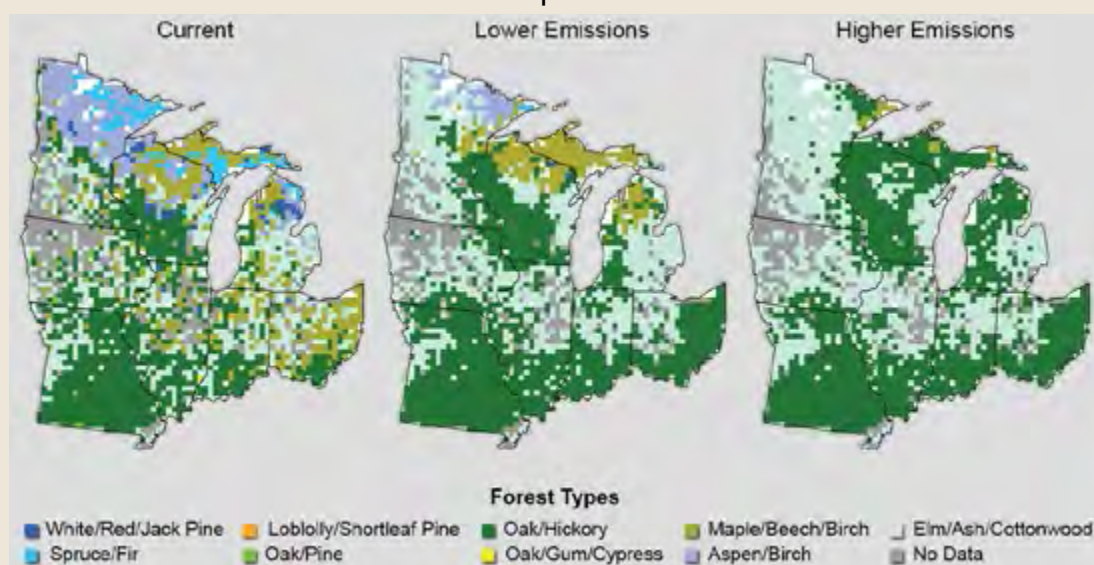 Current Lower Emissions Higher Emissions
Forest Types
White/Red/Jack Pine Loblolly/Shortleaf Pine Oak/Hickory Maple/Beech/Birch Elm/Ash/Cottonwood
Spruce/Fir Oak/Pine Oak/Gum/Cypress Aspen/Birch No Data